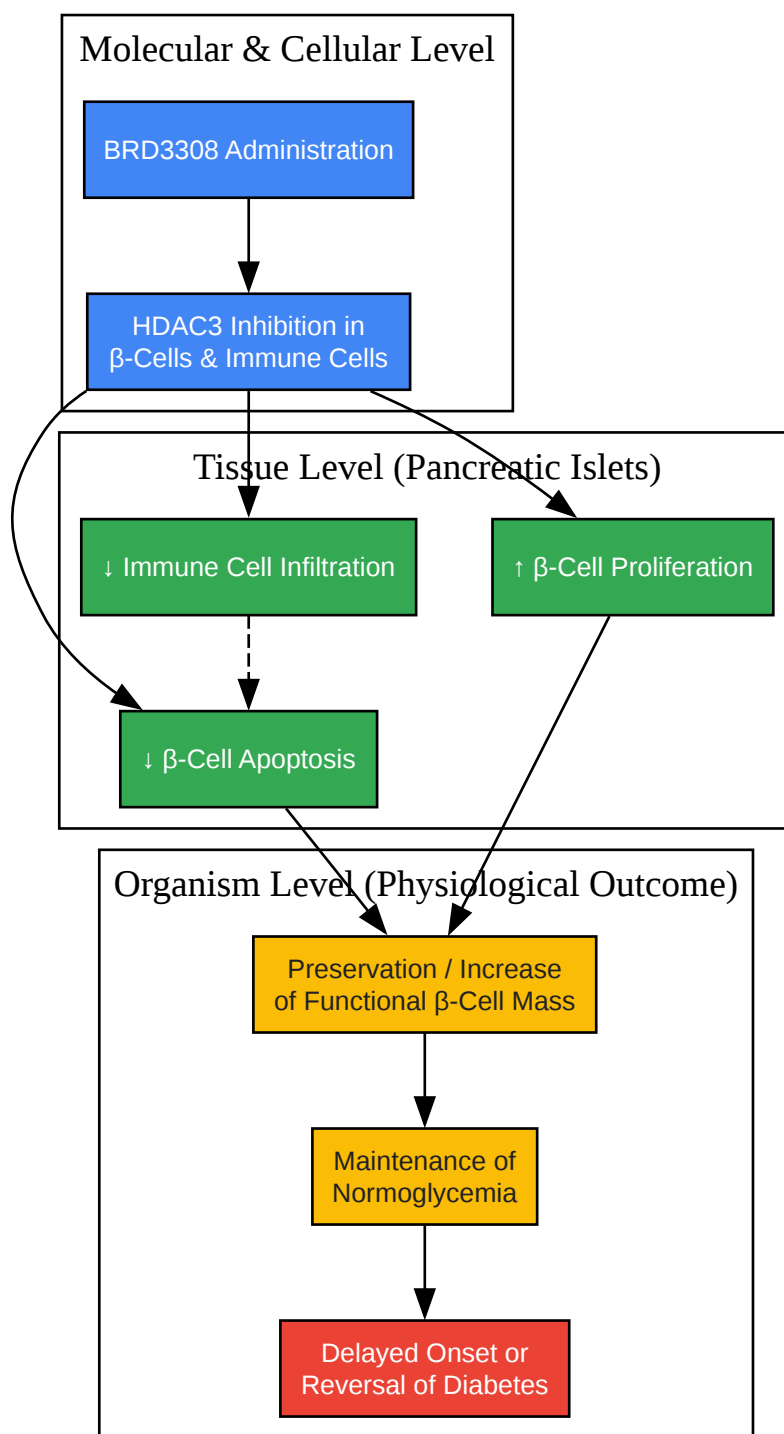 Molecular & Cellular Level
BRD3308 Administration
HDAC3 Inhibition in
β-Cells & Immune Cells
Tissue Level (Pancreatic Islets)
↓ Immune Cell Infiltration
↑ β-Cell Proliferation
↓ β-Cell Apoptosis
Organism Level (Physiological Outcome)
Preservation / Increase
of Functional β-Cell Mass
Maintenance of
Normoglycemia
Delayed Onset or
Reversal of Diabetes